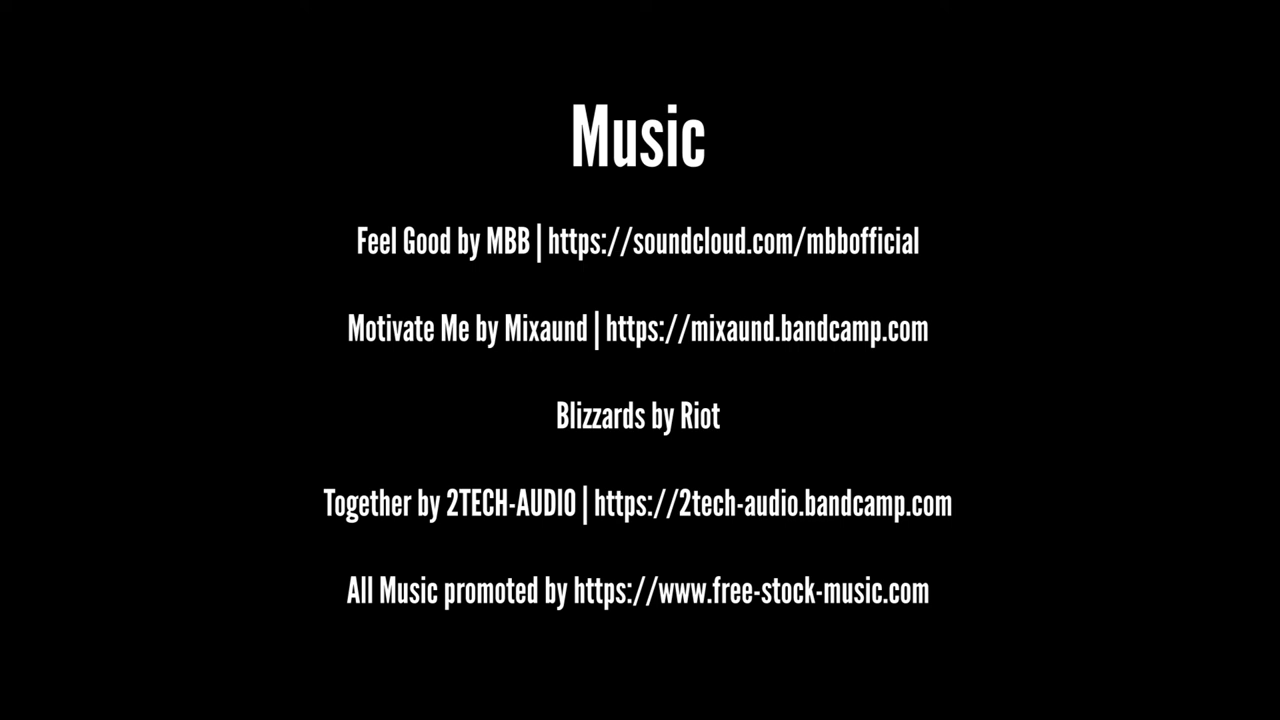 Music
Feel Good by MBB | https://soundcloud.com/mbbofficial
Motivate Me by Mixaund | https://mixaund.bandcamp.com
Blizzards by Riot
Together by 2TECH-AUDIO | https://2tech-audio.bandcamp.com
All Music promoted by https://www.free-stock-music.com